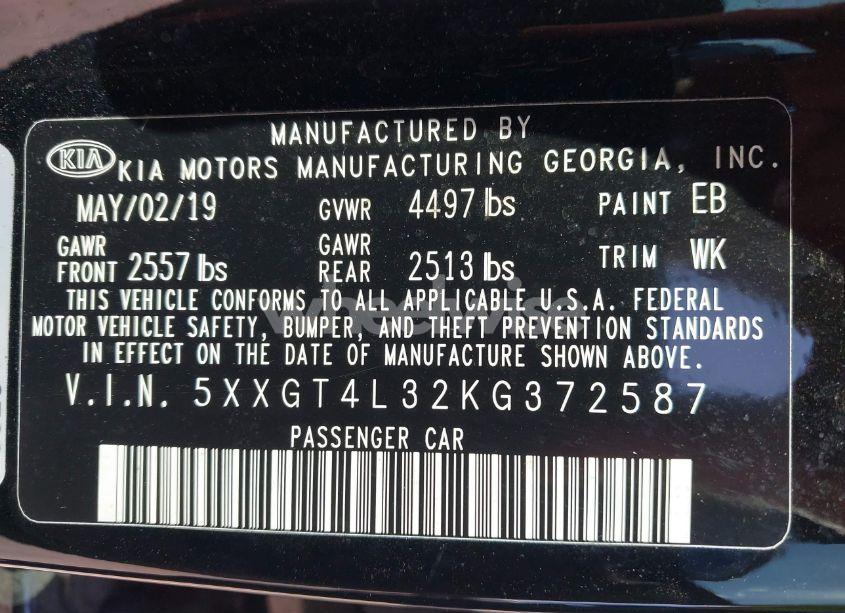 MANUFACTURED BY
KIA KIA MOTORS MANUFACTURING GEORGIA, INC.
MAY/02/19 GVWR 4497 lbs PAINT EB
GAWR FRONT 2557 lbs GAWR REAR 2513 lbs TRIM WK
THIS VEHICLE CONFORMS TO ALL APPLICABLE U.S.A. FEDERAL
MOTOR VEHICLE SAFETY, BUMPER, AND THEFT PREVENTION STANDARDS
IN EFFECT ON THE DATE OF MANUFACTURE SHOWN ABOVE.
V.I.N. 5XXGT4L32KG372587
PASSENGER CAR
wheelwise